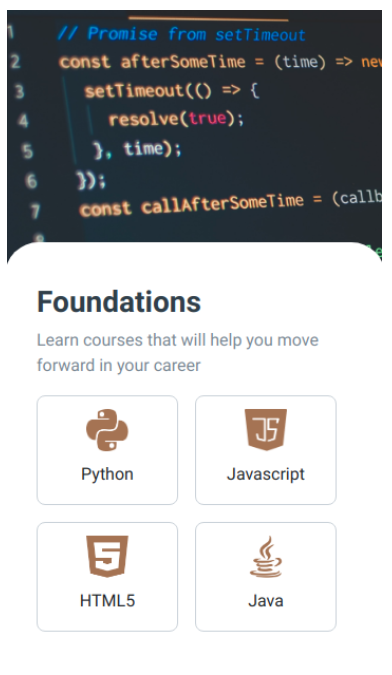 1 // Promise from setTimeout
2 const afterSomeTime = (time) => new
3 setTimeout(() => {
4 resolve(true);
5 }, time);
6 });
7 const callAfterSomeTime = (callb
8
Foundations
Learn courses that will help you move
forward in your career
Python
JS
Javascript
5
HTML5
Java